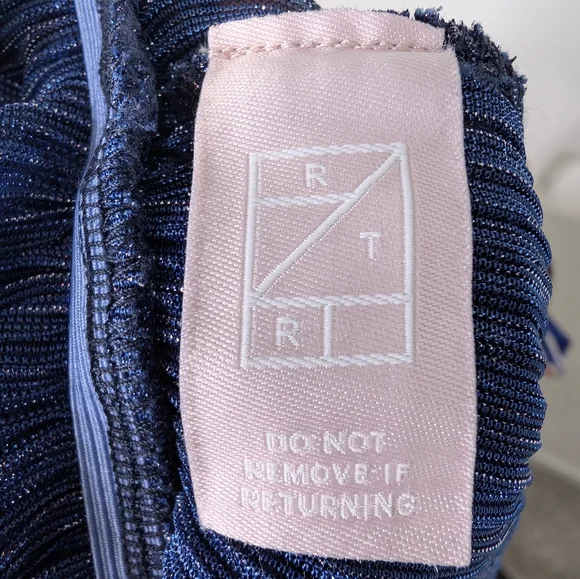 R
T
R
DO NOT
REMOVE IF
RETURNING